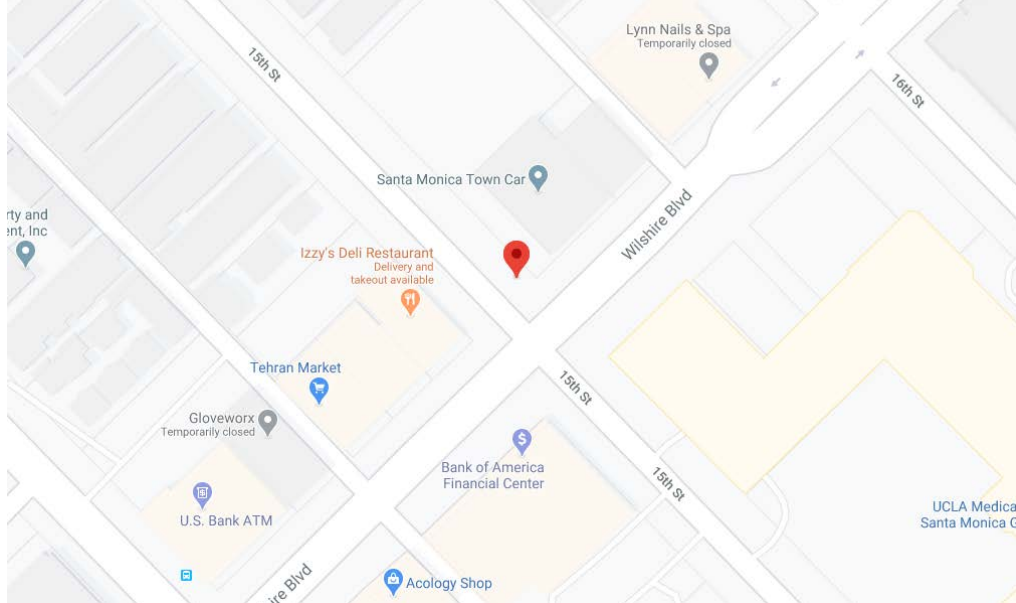 Lynn Nails & Spa
Temporarily closed
15th St
16th St
Santa Monica Town Car
Wilshire Blvd
rty and
ent, Inc
Izzy's Deli Restaurant
Delivery and
takeout available
Tehran Market
15th St
Gloveworx
Temporarily closed
Bank of America
Financial Center
15th St
U.S. Bank ATM
UCLA Medica
Santa Monica G
ire Blvd
Acology Shop